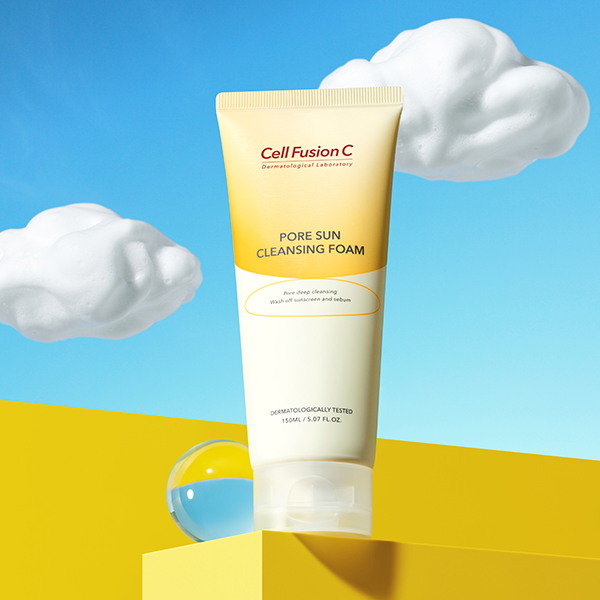 Cell Fusion C
Dermatological Laboratory
PORE SUN
CLEANSING FOAM
Pore deep cleansing
Wash off sunscreen and sebum
DERMATOLOGICALLY TESTED
150ML / 5.07 FL.OZ.